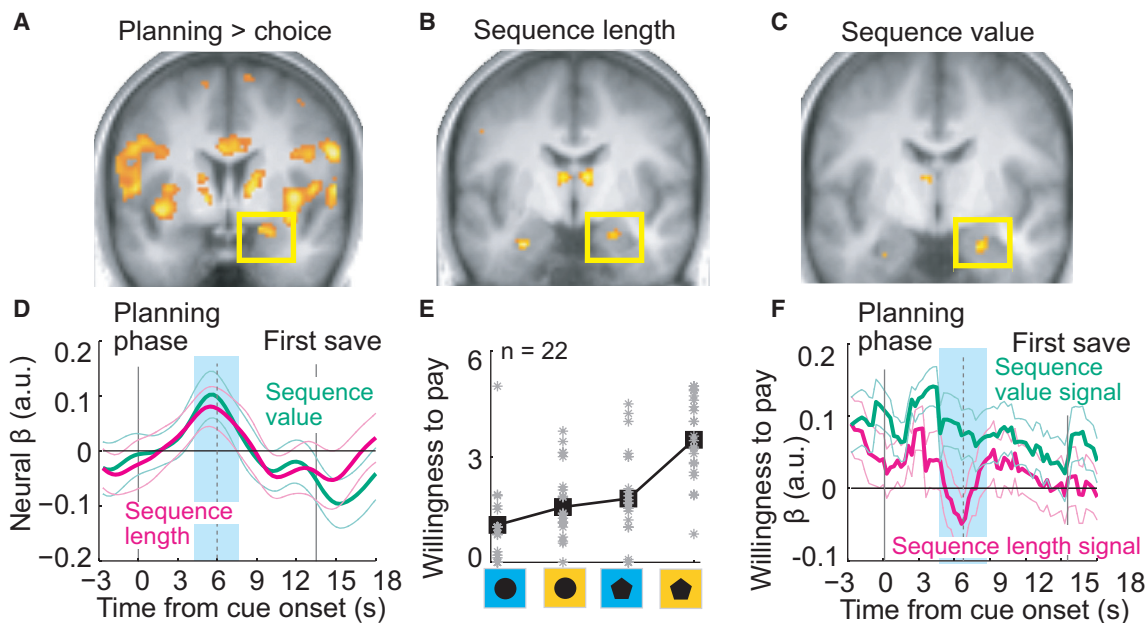 A
Planning > choice
B
Sequence length
C
Sequence value
D
Planning
phase
First save
0.2
0.1
0
−0.1
−0.2
Neural β (a.u.)
Sequence
value
Sequence
length
−3 0 3 6 9 12 15 18
Time from cue onset (s)
E
n = 22
6
3
0
Willingness to pay
F
Planning
phase
First save
0.2
0.1
0
−0.1
Willingness to pay
β (a.u.)
Sequence
value signal
Sequence length signal
−3 0 3 6 9 12 15 18
Time from cue onset (s)